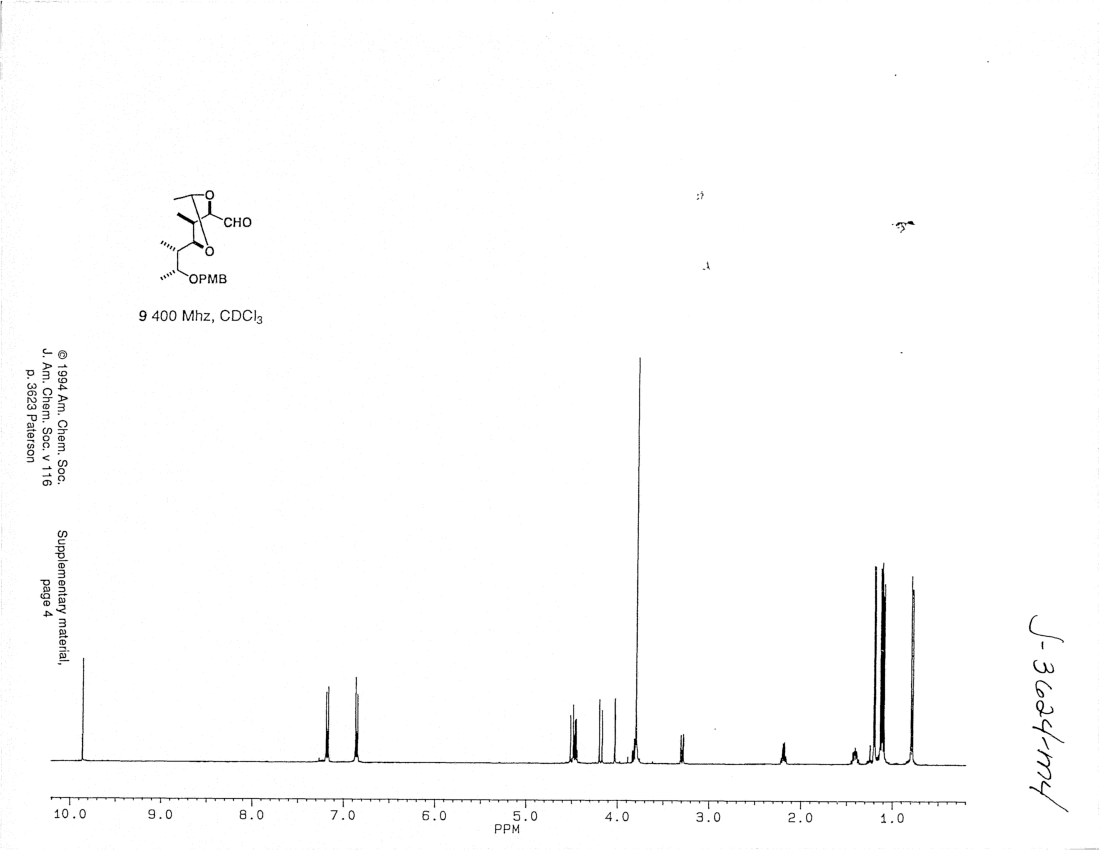 O
CHO
O
OPMB
9 400 Mhz, CDCl3
© 1994 Am. Chem. Soc.
J. Am. Chem. Soc. v 116
p. 3623 Paterson
Supplementary material,
page 4
J-3624-M4
10.0 9.0 8.0 7.0 6.0 5.0 4.0 3.0 2.0 1.0
PPM